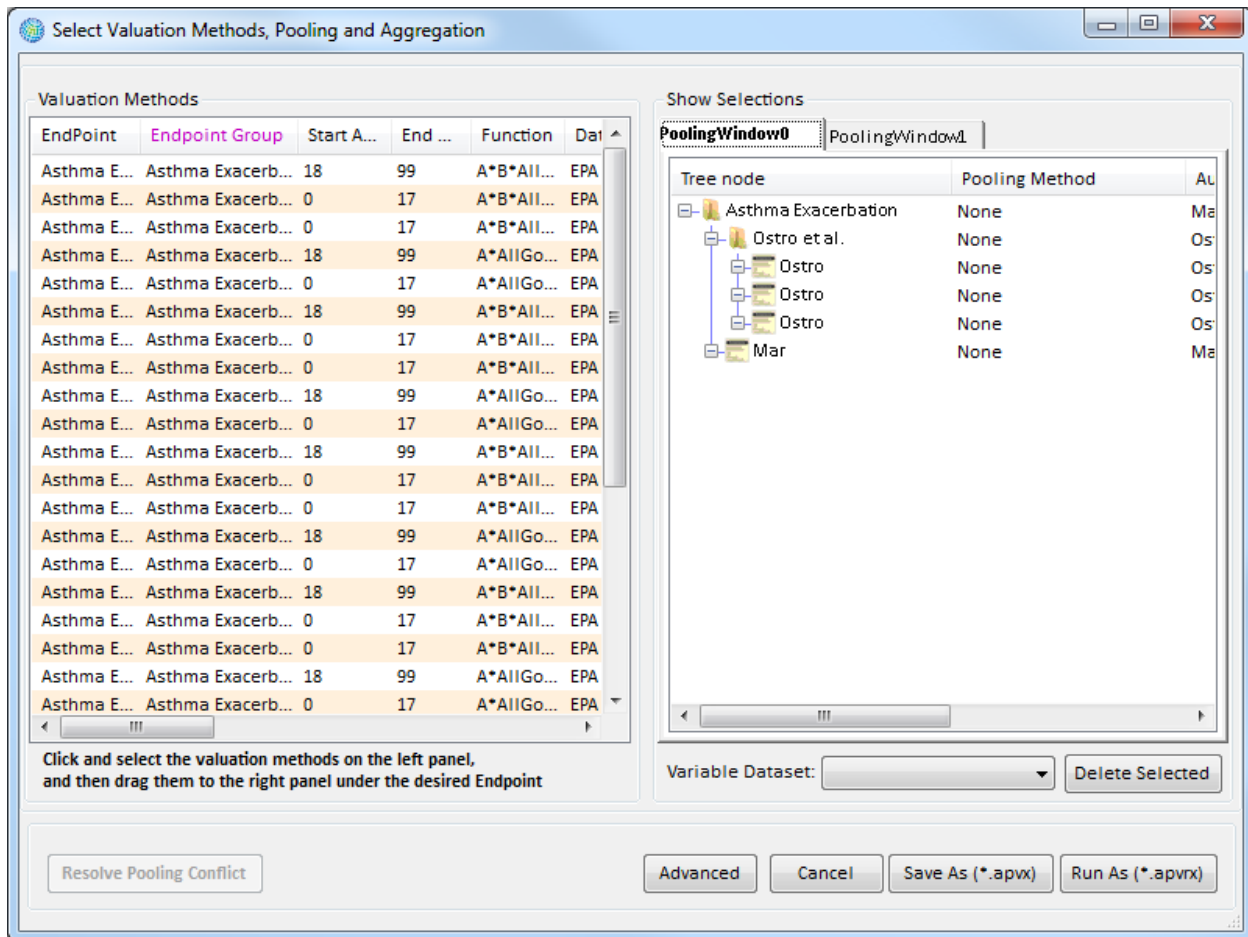 Select Valuation Methods, Pooling and Aggregation
Valuation Methods
EndPoint Endpoint Group Start A... End ... Function Dat
Asthma E... Asthma Exacerb... 18 99 A*B*All... EPA
Asthma E... Asthma Exacerb... 0 17 A*B*All... EPA
Asthma E... Asthma Exacerb... 0 17 A*B*All... EPA
Asthma E... Asthma Exacerb... 18 99 A*AllGo... EPA
Asthma E... Asthma Exacerb... 0 17 A*AllGo... EPA
Asthma E... Asthma Exacerb... 18 99 A*B*All... EPA
Asthma E... Asthma Exacerb... 0 17 A*B*All... EPA
Asthma E... Asthma Exacerb... 0 17 A*B*All... EPA
Asthma E... Asthma Exacerb... 18 99 A*AllGo... EPA
Asthma E... Asthma Exacerb... 0 17 A*AllGo... EPA
Asthma E... Asthma Exacerb... 18 99 A*B*All... EPA
Asthma E... Asthma Exacerb... 0 17 A*B*All... EPA
Asthma E... Asthma Exacerb... 0 17 A*B*All... EPA
Asthma E... Asthma Exacerb... 18 99 A*AllGo... EPA
Asthma E... Asthma Exacerb... 0 17 A*AllGo... EPA
Asthma E... Asthma Exacerb... 18 99 A*B*All... EPA
Asthma E... Asthma Exacerb... 0 17 A*B*All... EPA
Asthma E... Asthma Exacerb... 0 17 A*B*All... EPA
Asthma E... Asthma Exacerb... 18 99 A*AllGo... EPA
Asthma E... Asthma Exacerb... 0 17 A*AllGo... EPA
Click and select the valuation methods on the left panel,
and then drag them to the right panel under the desired Endpoint
Show Selections
PoolingWindow0 PoolingWindow1
Tree node Pooling Method Au
Asthma Exacerbation None Ma
Ostro et al. None Os
Ostro None Os
Ostro None Os
Ostro None Os
Mar None Ma
Variable Dataset: Delete Selected
Resolve Pooling Conflict Advanced Cancel Save As (*.apvx) Run As (*.apvrx)